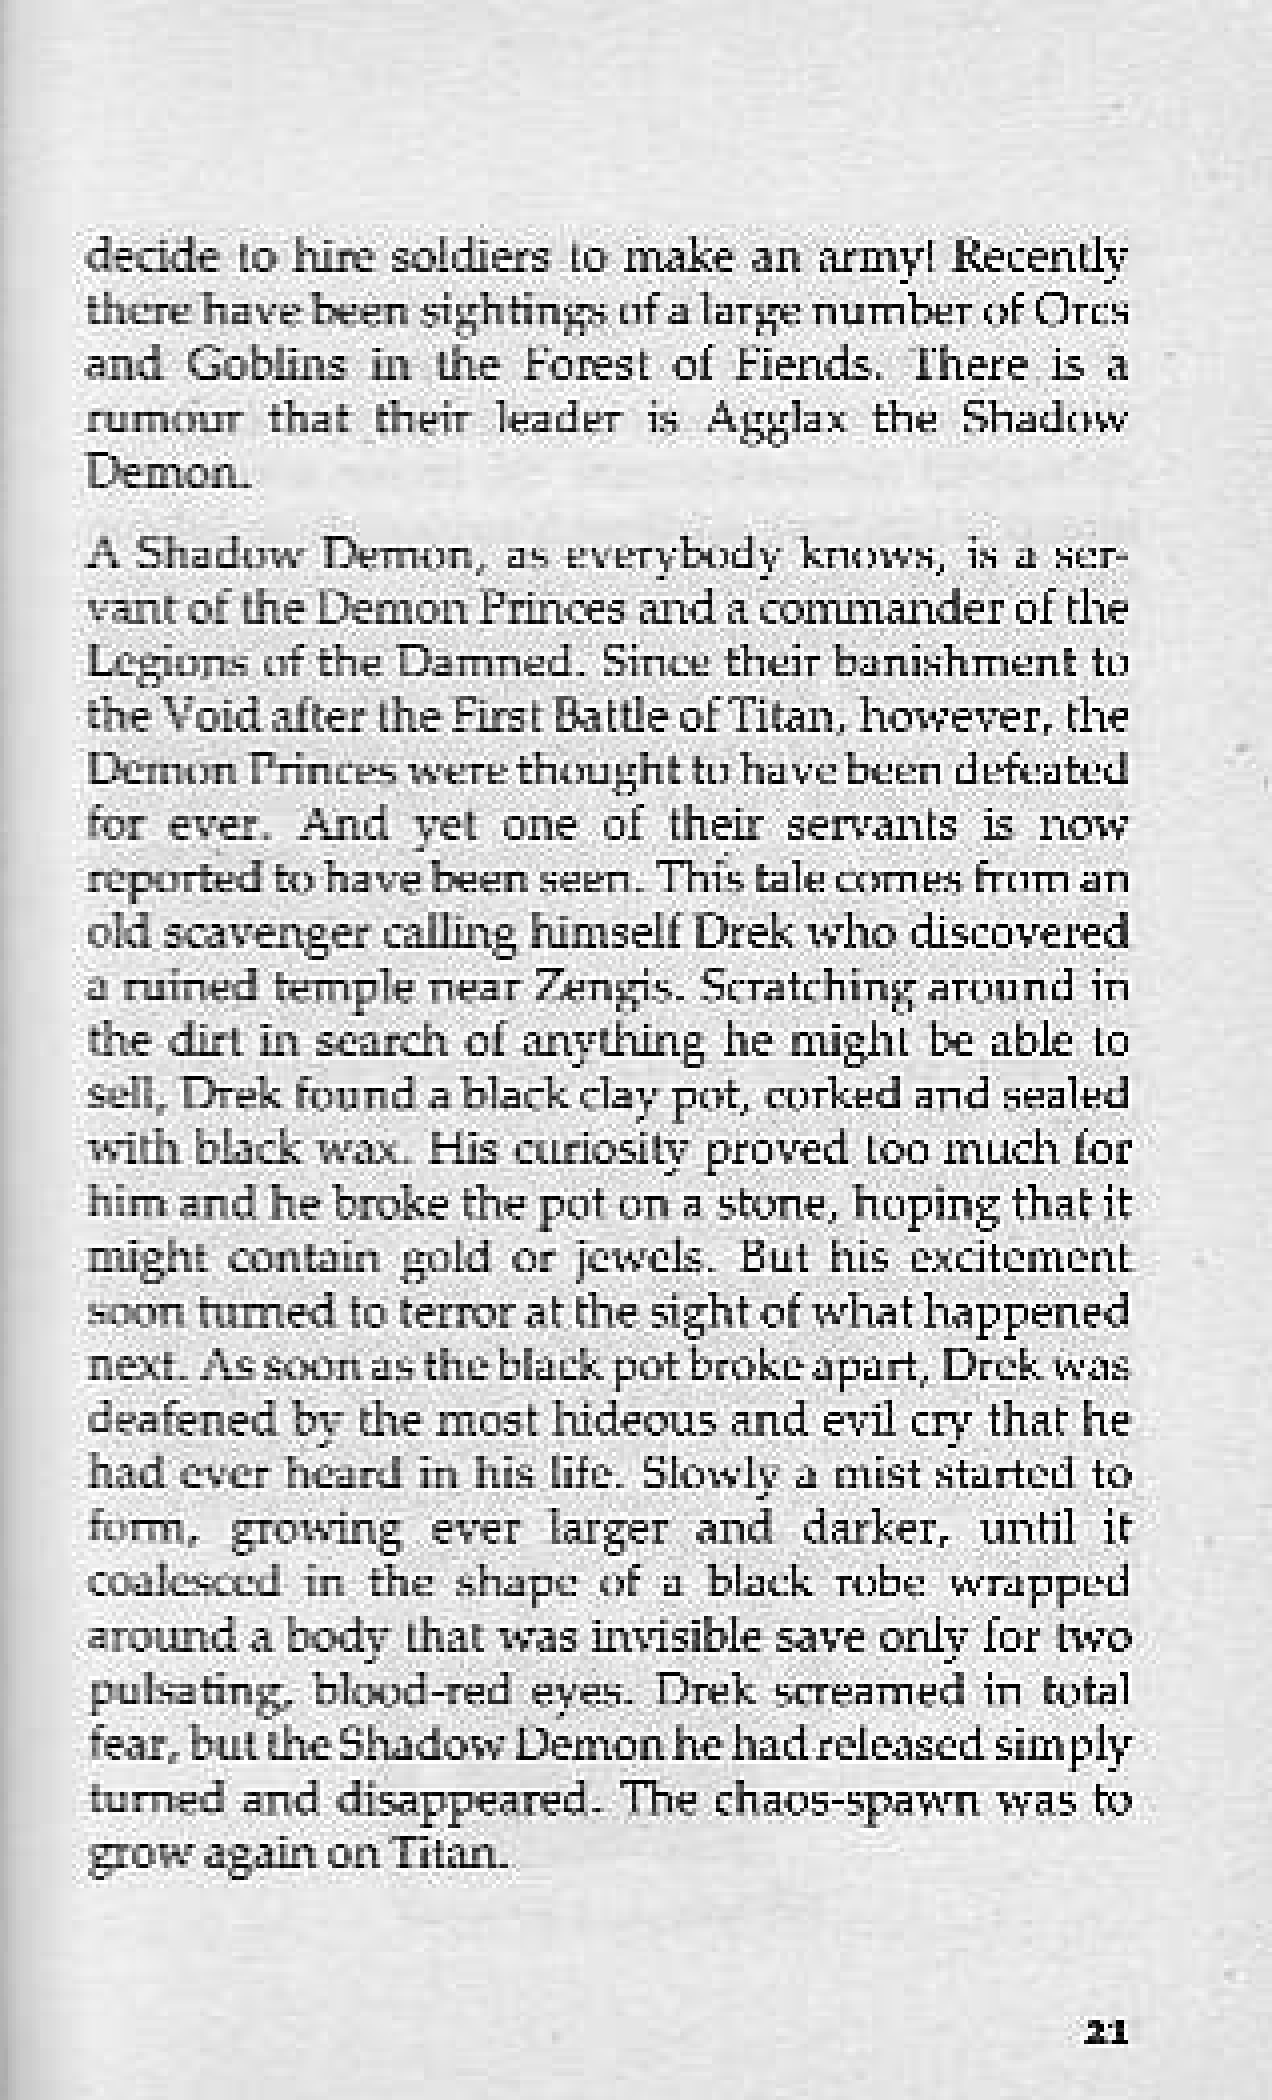 decide to hire soldiers to make an army! Recently
there have been sightings of a large number of Orcs
and Goblins in the Forest of Fiends. There is a
rumour that their leader is Agglax the Shadow
Demon.
A Shadow Demon, as everybody knows, is a ser-
vant of the Demon Princes and a commander of the
Legions of the Damned. Since their banishment to
the Void after the First Battle of Titan, however, the
Demon Princes were thought to have been defeated
for ever. And yet one of their servants is now
reported to have been seen. This tale comes from an
old scavenger calling himself Drek who discovered
a ruined temple near Zengis. Scratching around in
the dirt in search of anything he might be able to
sell, Drek found a black clay pot, corked and sealed
with black wax. His curiosity proved too much for
him and he broke the pot on a stone, hoping that it
might contain gold or jewels. But his excitement
soon turned to terror at the sight of what happened
next. As soon as the black pot broke apart, Drek was
deafened by the most hideous and evil cry that he
had ever heard in his life. Slowly a mist started to
form, growing ever larger and darker, until it
coalesced in the shape of a black robe wrapped
around a body that was invisible save only for two
pulsating, blood-red eyes. Drek screamed in total
fear, but the Shadow Demon he had released simply
turned and disappeared. The chaos-spawn was to
grow again on Titan.
21